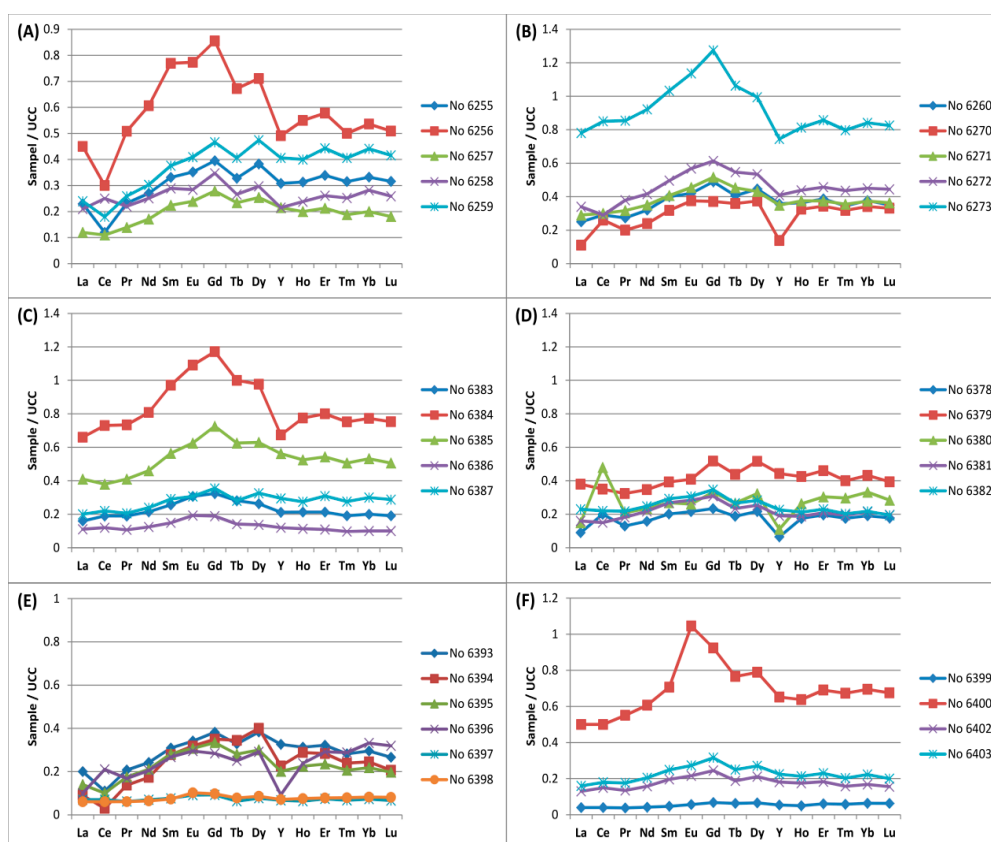 (A)
Sampel / UCC
0.9
0.8
0.7
0.6
0.5
0.4
0.3
0.2
0.1
0
La Ce Pr Nd Sm Eu Gd Tb Dy Y Ho Er Tm Yb Lu
No 6255
No 6256
No 6257
No 6258
No 6259
(B)
Sample / UCC
1.4
1.2
1
0.8
0.6
0.4
0.2
0
La Ce Pr Nd Sm Eu Gd Tb Dy Y Ho Er Tm Yb Lu
No 6260
No 6270
No 6271
No 6272
No 6273
(C)
Sample / UCC
1.4
1.2
1
0.8
0.6
0.4
0.2
0
La Ce Pr Nd Sm Eu Gd Tb Dy Y Ho Er Tm Yb Lu
No 6383
No 6384
No 6385
No 6386
No 6387
(D)
Sample / UCC
1.4
1.2
1
0.8
0.6
0.4
0.2
0
La Ce Pr Nd Sm Eu Gd Tb Dy Y Ho Er Tm Yb Lu
No 6378
No 6379
No 6380
No 6381
No 6382
(E)
Sample / UCC
1
0.8
0.6
0.4
0.2
0
La Ce Pr Nd Sm Eu Gd Tb Dy Y Ho Er Tm Yb Lu
No 6393
No 6394
No 6395
No 6396
No 6397
No 6398
(F)
Sample / UCC
1.2
1
0.8
0.6
0.4
0.2
0
La Ce Pr Nd Sm Eu Gd Tb Dy Y Ho Er Tm Yb Lu
No 6399
No 6400
No 6402
No 6403